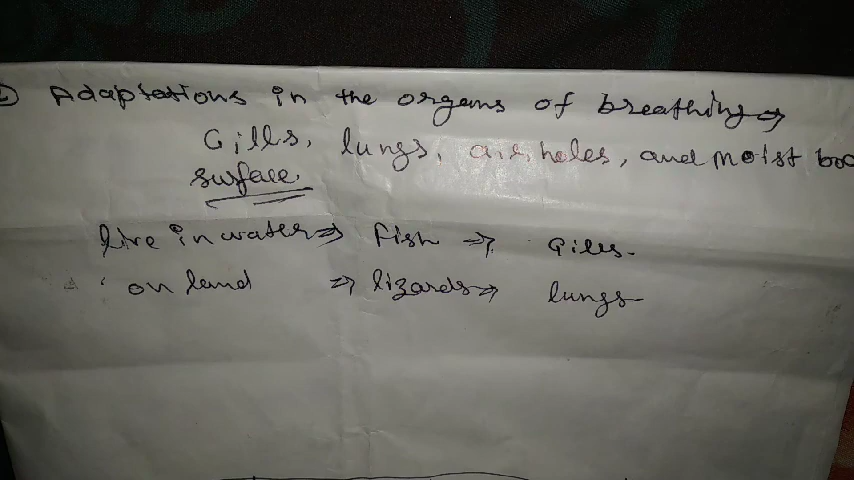 Adaptations in the organs of breathing →
Gills, lungs, air holes, and moist
surface.
live in water ⇒ fish → Gills.
on land ⇒ lizards → lungs